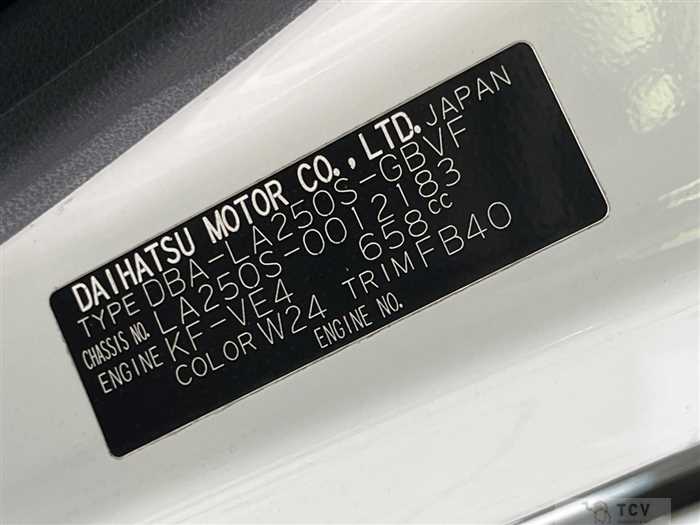 DAIHATSU MOTOR CO., LTD. JAPAN
TYPE DBA-LA250S-GBVF
CHASSIS NO. LA250S-0012183
ENGINE KF-VE4 658cc
COLOR W24 TRIM FB40
ENGINE NO.
TCV